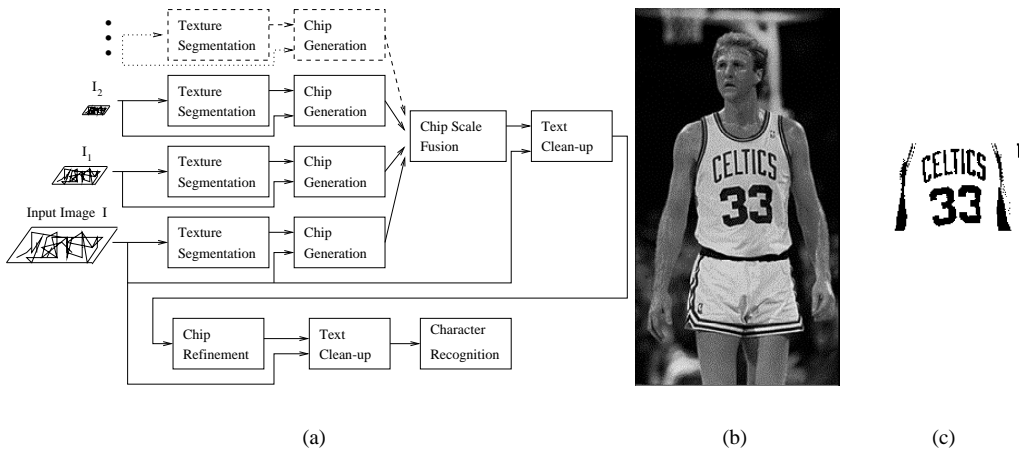 Texture
Segmentation
Chip
Generation
I2
Texture
Segmentation
Chip
Generation
Chip Scale
Fusion
Text
Clean-up
I1
Texture
Segmentation
Chip
Generation
Input Image I
Texture
Segmentation
Chip
Generation
Chip
Refinement
Text
Clean-up
Character
Recognition
(a)
CELTICS
33
(b)
CELTICS
33
(c)